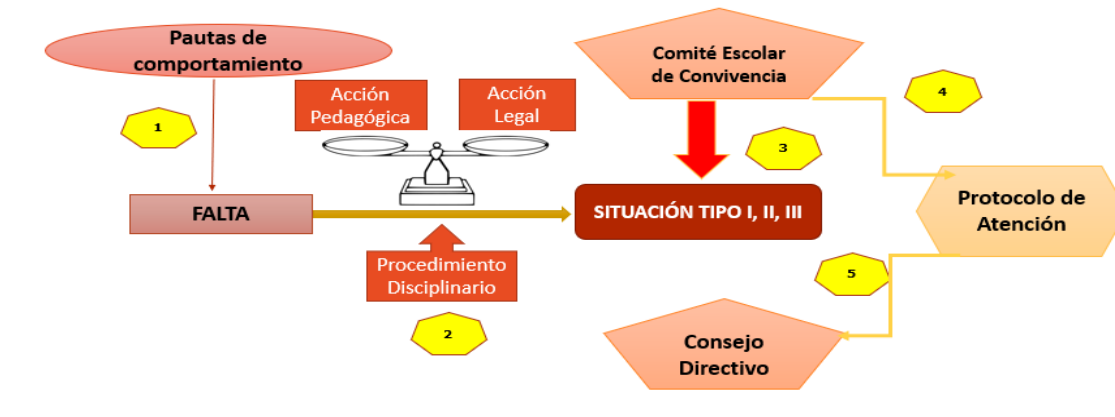 Pautas de
comportamiento
1
Acción
Pedagógica
Acción
Legal
FALTA
Procedimiento
Disciplinario
2
Comité Escolar
de Convivencia
3
SITUACIÓN TIPO I, II, III
4
Protocolo de
Atención
5
Consejo
Directivo